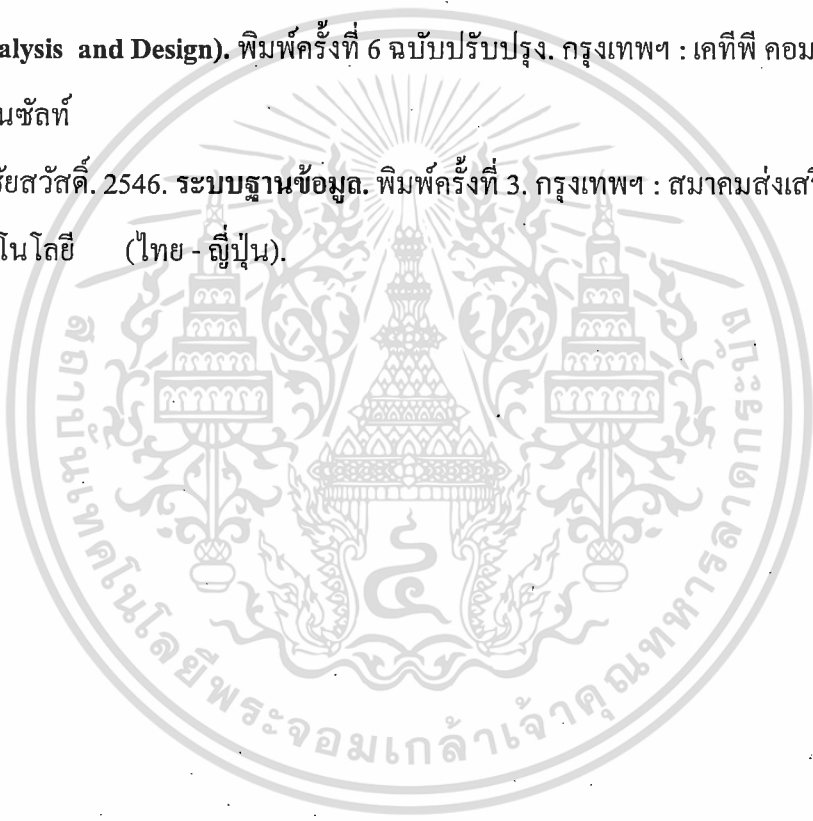 alysis and Design). พิมพ์ครั้งที่ 6 ฉบับปรับปรุง. กรุงเทพฯ : เคทีพี คอม
นซัลท์
ชัยสวัสดิ์. 2546. ระบบฐานข้อมูล. พิมพ์ครั้งที่ 3. กรุงเทพฯ : สมาคมส่งเสริ
โนโลยี (ไทย - ญี่ปุ่น).
สถาบันเทคโนโลยีพระจอมเกล้าเจ้าคุณทหารลาดกระบัง